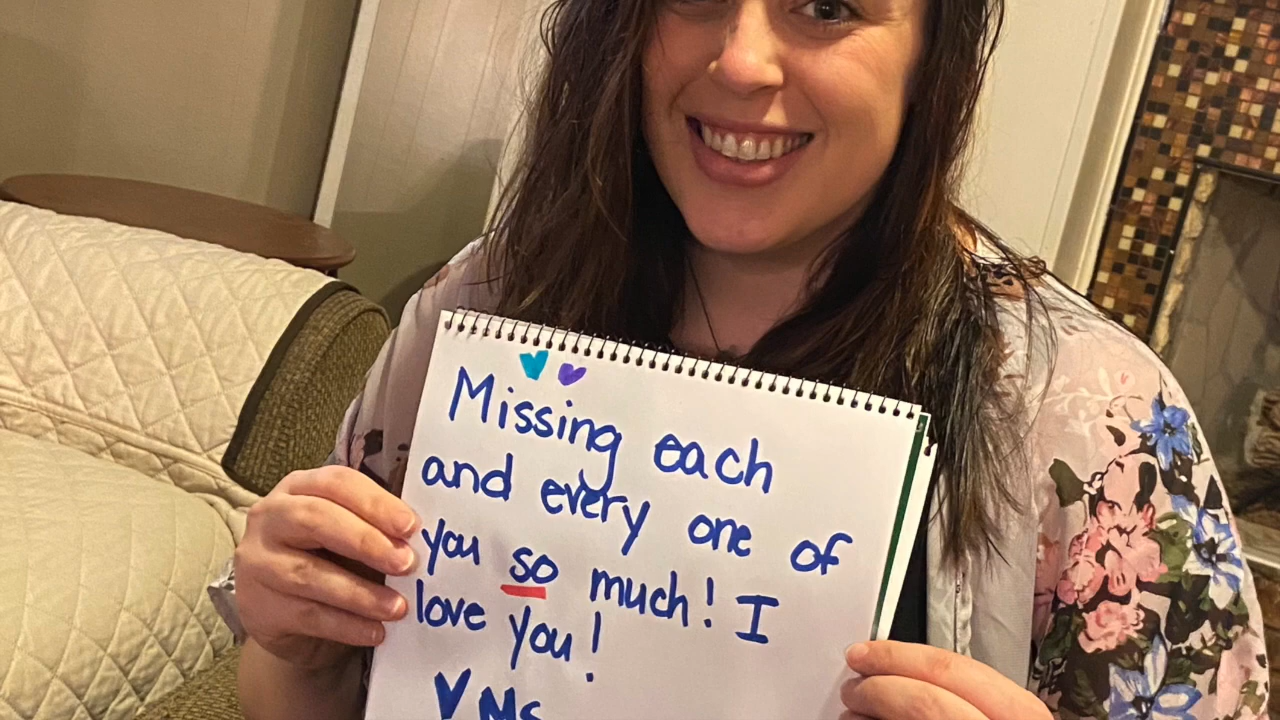 Missing each
and every one of
you so much! I
love you!
Ms.